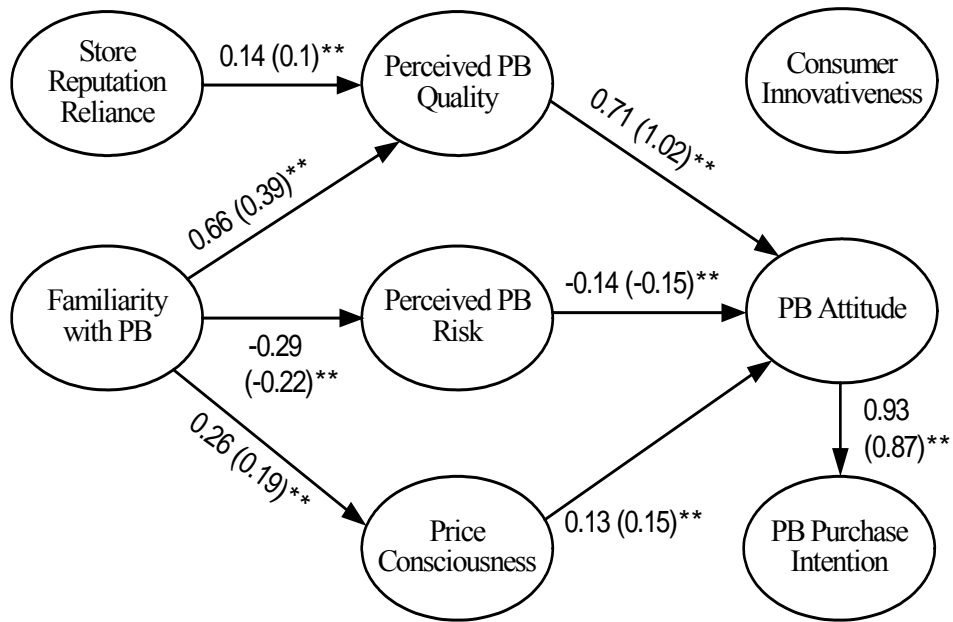 Store
Reputation
Reliance
0.14 (0.1)**
Perceived PB
Quality
Consumer
Innovativeness
0.71 (1.02)**
0.66 (0.39)**
Familiarity
with PB
-0.29
(-0.22)**
Perceived PB
Risk
-0.14 (-0.15)**
PB Attitude
0.26 (0.19)**
0.93
(0.87)**
Price
Consciousness
0.13 (0.15)**
PB Purchase
Intention